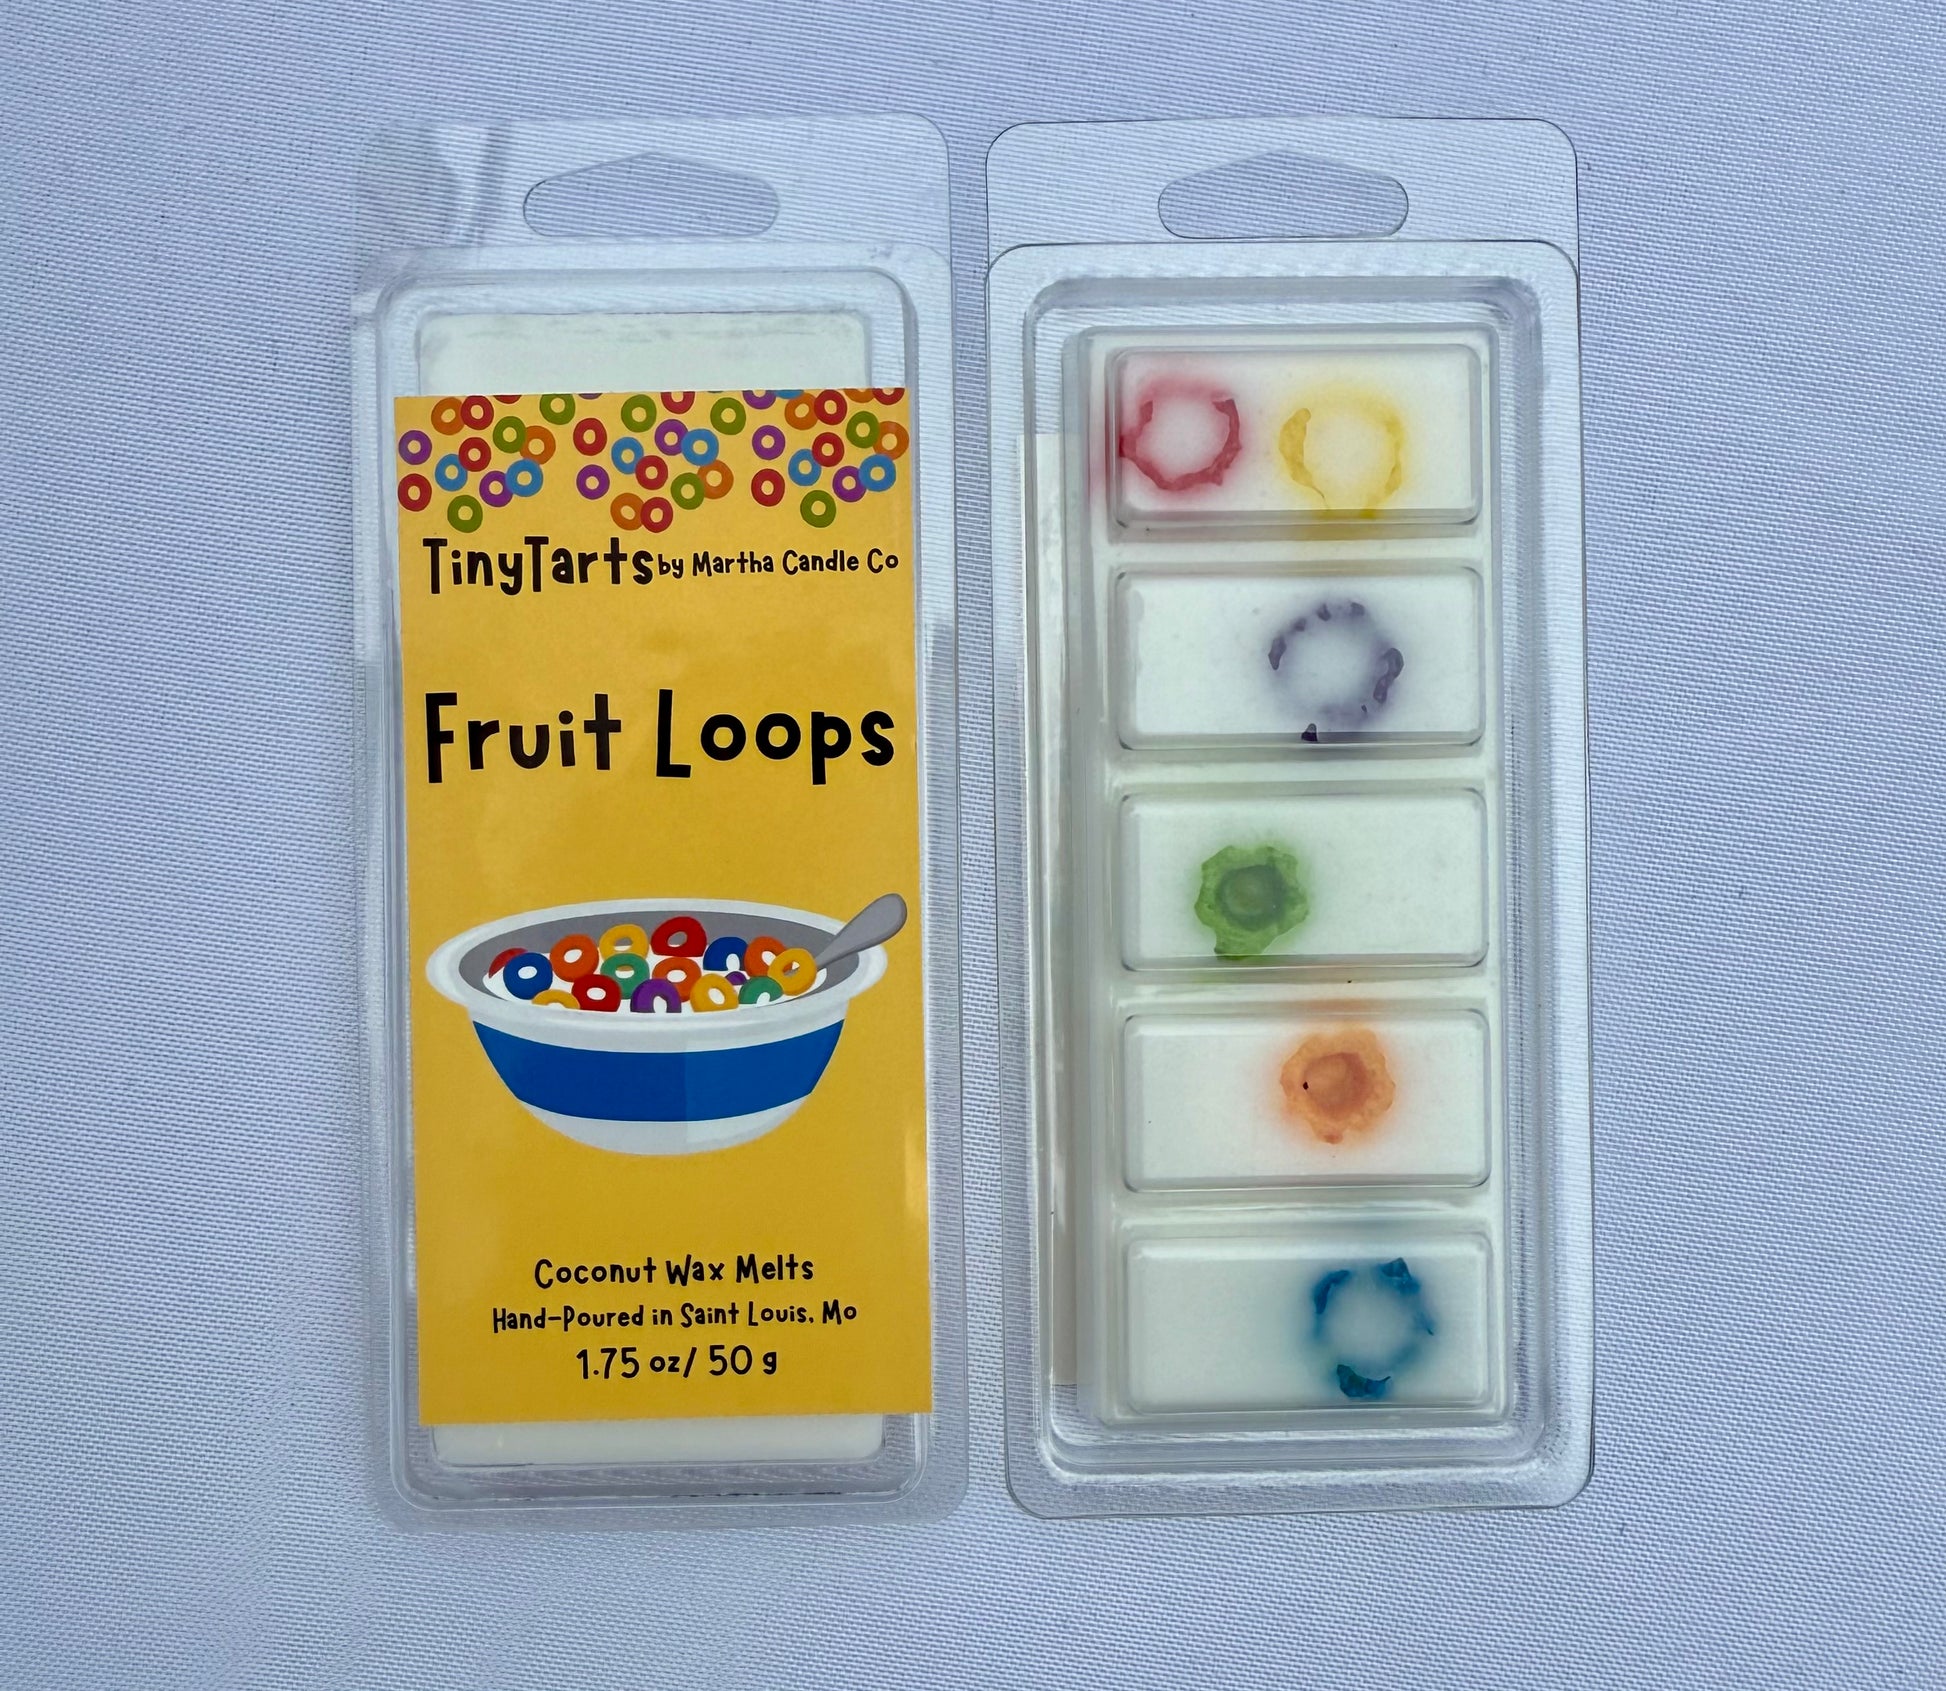 TinyTarts by Martha Candle Co
Fruit Loops
Coconut Wax Melts
Hand-Poured in Saint Louis, Mo
1.75 oz/ 50 g